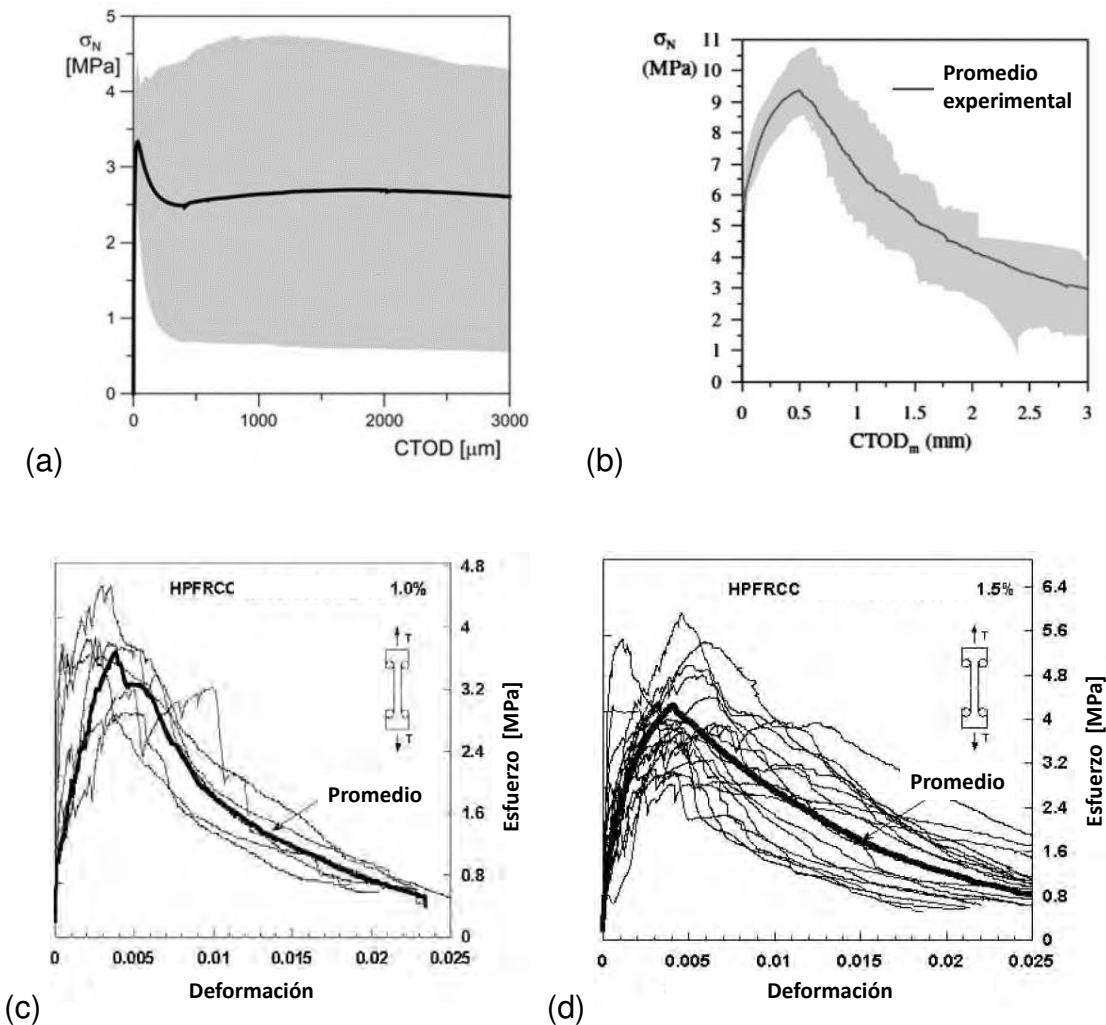 σN
[MPa]
5
4
3
2
1
0
0
1000
2000
3000
CTOD [μm]
(a)
σN
(MPa)
11
10
9
8
7
6
5
4
3
2
1
0
Promedio
experimental
0
0.5
1
1.5
2
2.5
3
CTODm (mm)
(b)
HPFRCC 1.0%
T
T
Promedio
4.8
4
3.2
2.4
1.6
0.8
0
Esfuerzo [MPa]
0
0.005
0.01
0.015
0.02
0.025
Deformación
(c)
HPFRCC 1.5%
T
T
Promedio
6.4
5.6
4.8
4
3.2
2.4
1.6
0.8
0
Esfuerzo [MPa]
0
0.005
0.01
0.015
0.02
0.025
Deformación
(d)